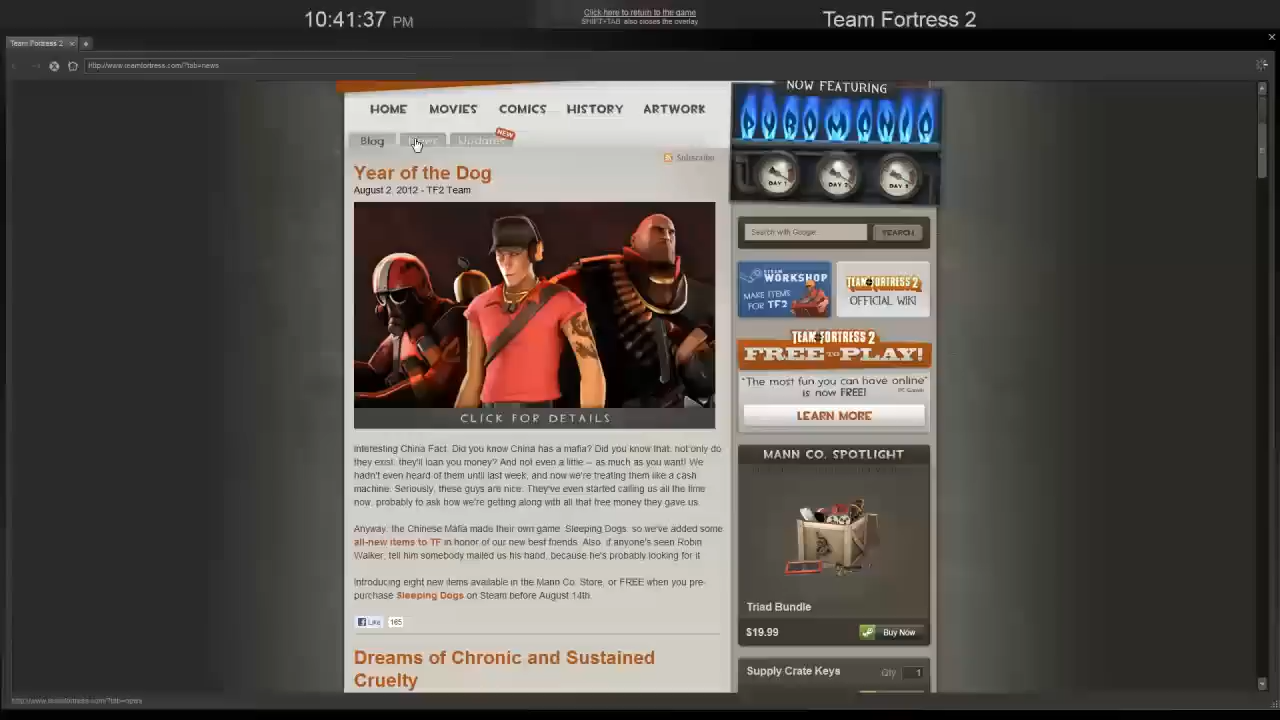 10:41:37 PM
Click here to return to the game
SHIFT+TAB also closes the overlay
Team Fortress 2
Team Fortress 2
http://www.teamfortress.com/?tab=news
HOME MOVIES COMICS HISTORY ARTWORK
Blog News Updates NEW
Subscribe
Year of the Dog
August 2, 2012 - TF2 Team
CLICK FOR DETAILS
Interesting China Fact: Did you know China has a mafia? Did you know that, not only do
they exist, they'll loan you money? And not even a little -- as much as you want! We
hadn't even heard of them until last week, and now we're treating them like a cash
machine. Seriously, these guys are nice. They've even started calling us all the time
now, probably to ask how we're getting along with all that free money they gave us.
Anyway, the Chinese Mafia made their own game, Sleeping Dogs, so we've added some
all-new items to TF in honor of our new best friends. Also, if anyone's seen Robin
Walker, tell him somebody mailed us his hand, because he's probably looking for it
Introducing eight new items available in the Mann Co. Store, or FREE when you pre-
purchase Sleeping Dogs on Steam before August 14th.
Like 165
Dreams of Chronic and Sustained
Cruelty
NOW FEATURING
PYROMANIA
DAY 1 DAY 2 DAY 3
Search with Google SEARCH
STEAM
WORKSHOP
MAKE ITEMS
FOR TF2
TEAM FORTRESS 2
OFFICIAL WIKI
TEAM FORTRESS 2
FREE TO PLAY!
"The most fun you can have online"
is now FREE! PC Gamer
LEARN MORE
MANN CO. SPOTLIGHT
Triad Bundle
$19.99 Buy Now
Supply Crate Keys Qty 1
http://www.teamfortress.com/?tab=news